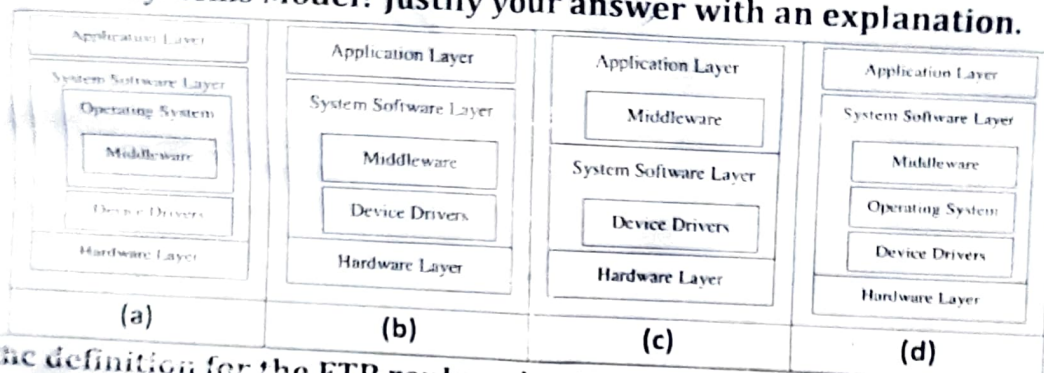 Model? Justify your answer with an explanation.
Application Layer
System Software Layer
Operating System
Middleware
Device Drivers
Hardware Layer
(a)
Application Layer
System Software Layer
Middleware
Device Drivers
Hardware Layer
(b)
Application Layer
Middleware
System Software Layer
Device Drivers
Hardware Layer
(c)
Application Layer
System Software Layer
Middleware
Operating System
Device Drivers
Hardware Layer
(d)
definition for the